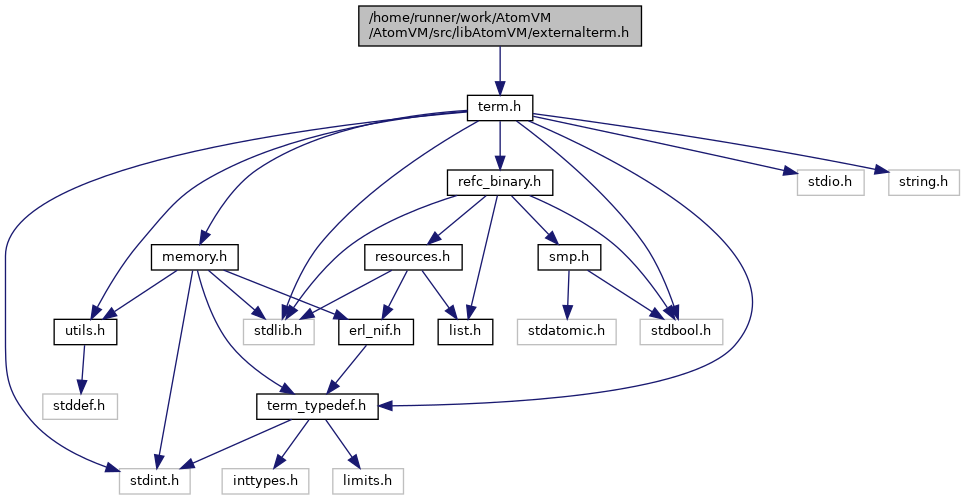 /home/runner/work/AtomVM
/AtomVM/src/libAtomVM/externalterm.h
term.h
refc_binary.h
stdio.h
string.h
memory.h
resources.h
smp.h
utils.h
stdlib.h
erl_nif.h
list.h
stdatomic.h
stdbool.h
stddef.h
term_typedef.h
stdint.h
inttypes.h
limits.h